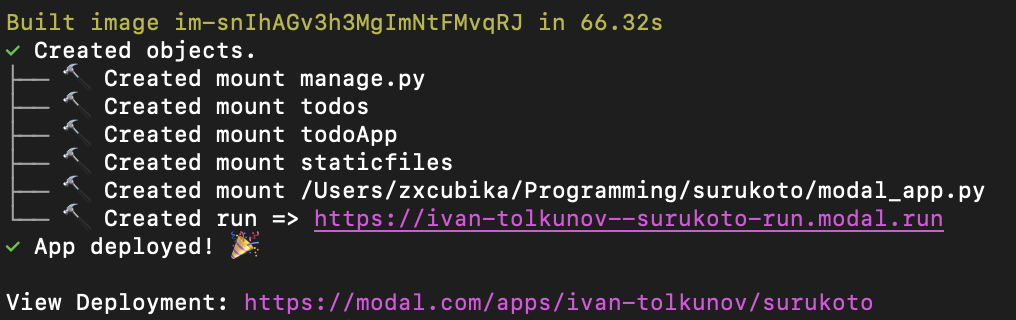 Built image im-snIhAGv3h3MgImNtFMvqRJ in 66.32s
✓ Created objects.
├── 🔨 Created mount manage.py
├── 🔨 Created mount todos
├── 🔨 Created mount todoApp
├── 🔨 Created mount staticfiles
├── 🔨 Created mount /Users/zxcubika/Programming/surukoto/modal_app.py
└── 🔨 Created run => https://ivan-tolkunov--surukoto-run.modal.run
✓ App deployed! 🎉
View Deployment: https://modal.com/apps/ivan-tolkunov/surukoto